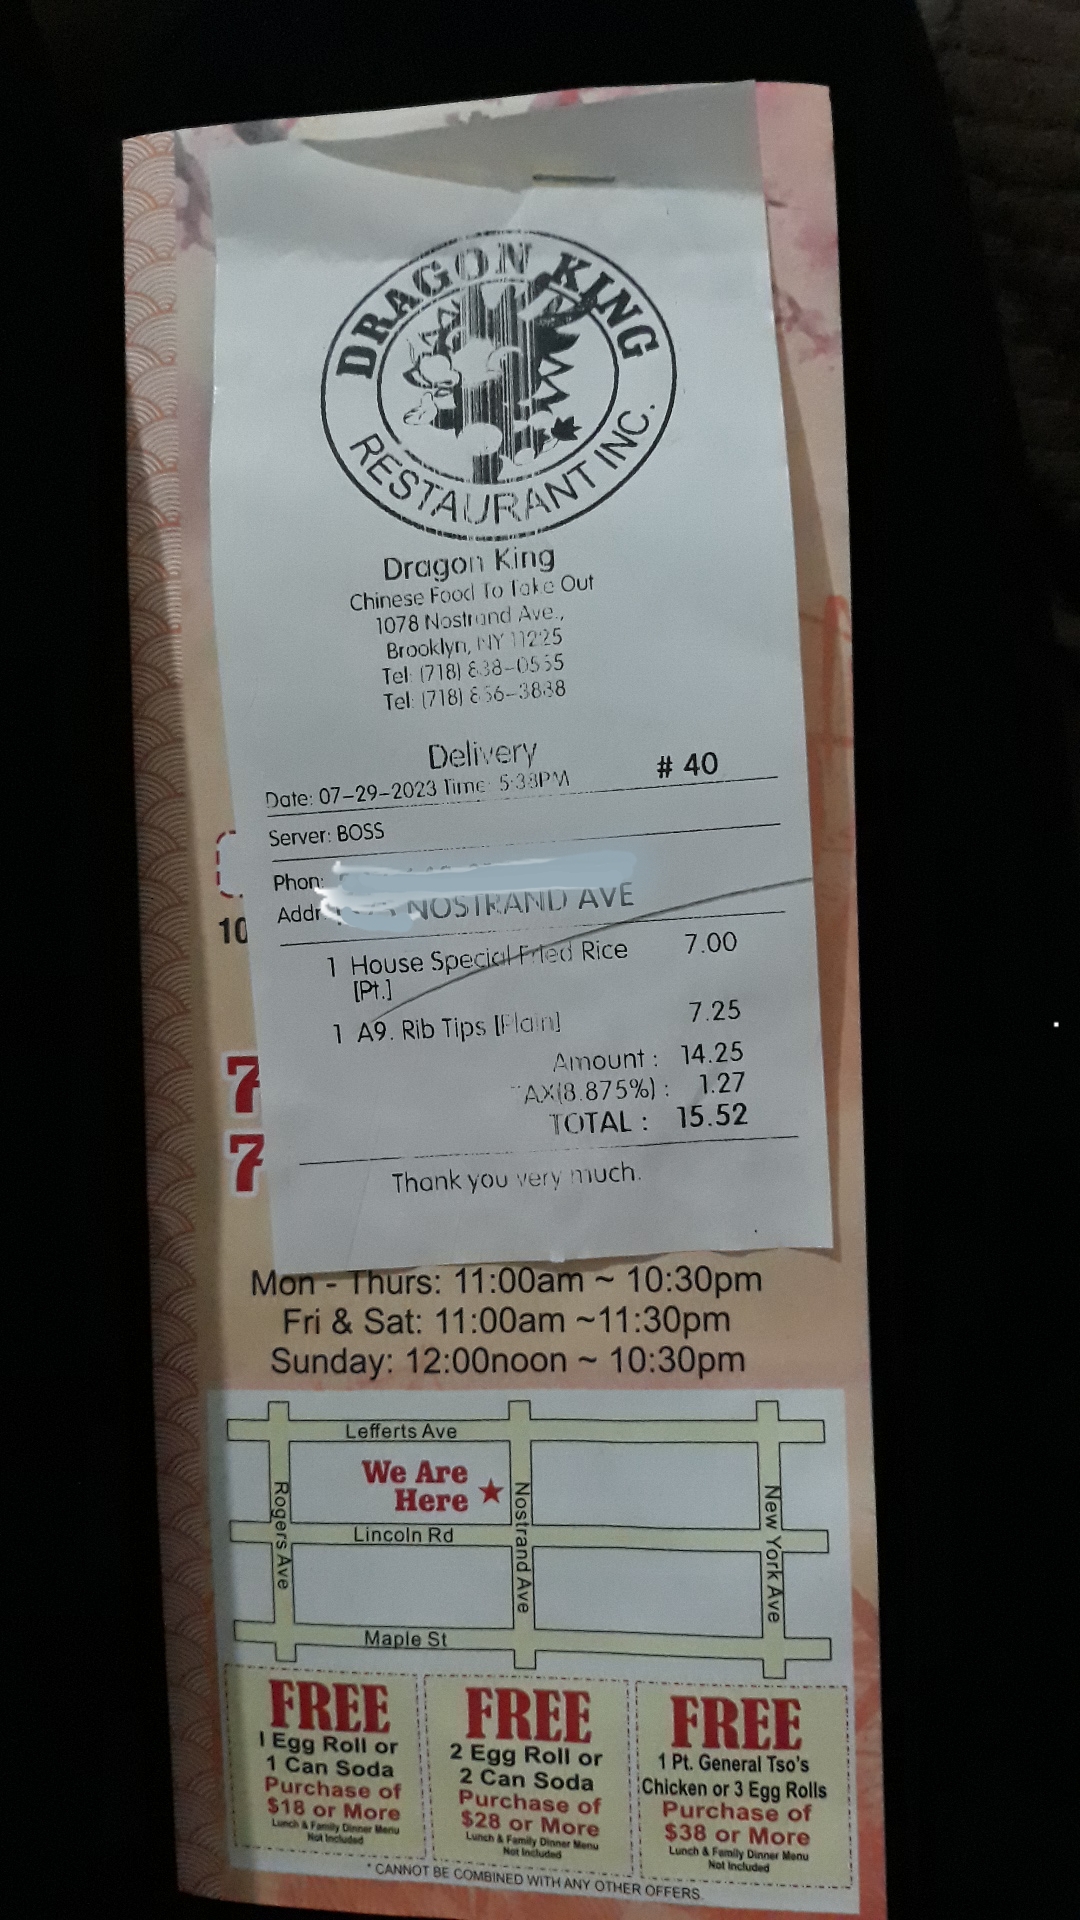 DRAGON KING
RESTAURANT INC.
Dragon King
Chinese Food To Take Out
1078 Nostrand Ave.,
Brooklyn, NY 11225
Tel: (718)
Tel: (718)
Delivery
# 40
Date: 07-29-2023 Time: 5:38PM
Server: BOSS
Phon:
Addr
NOSTRAND AVE
1 House Special Fried Rice 7.00
[Pt.]
1 A9. Rib Tips [Plain] 7.25
Amount : 14.25
AX(8.875%) : 1.27
TOTAL : 15.52
Thank you very much.
10
7
7
Mon - Thurs: 11:00am ~ 10:30pm
Fri & Sat: 11:00am ~11:30pm
Sunday: 12:00noon ~ 10:30pm
Lefferts Ave
We Are
Here
Lincoln Rd
Maple St
Rogers Ave
Nostrand Ave
New York Ave
FREE
1 Egg Roll or
1 Can Soda
Purchase of
$18 or More
Lunch & Family Dinner Menu
Not Included
FREE
2 Egg Roll or
2 Can Soda
Purchase of
$28 or More
Lunch & Family Dinner Menu
Not Included
FREE
1 Pt. General Tso's
Chicken or 3 Egg Rolls
Purchase of
$38 or More
Lunch & Family Dinner Menu
Not Included
* CANNOT BE COMBINED WITH ANY OTHER OFFERS.